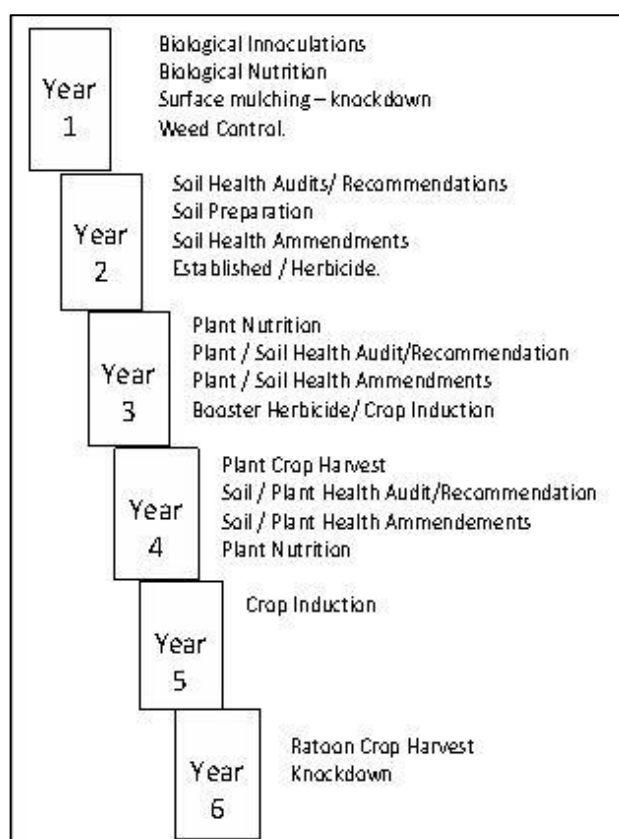 Year
1
Biological Innoculations
Biological Nutrition
Surface mulching – knockdown
Weed Control.
Year
2
Soil Health Audits/ Recommendations
Soil Preparation
Soil Health Ammendments
Established / Herbicide.
Year
3
Plant Nutrition
Plant / Soil Health Audit/Recommendation
Plant / Soil Health Ammendments
Booster Herbicide/ Crop Induction
Year
4
Plant Crop Harvest
Soil / Plant Health Audit/Recommendation
Soil / Plant Health Ammendements
Plant Nutrition
Year
5
Crop Induction
Year
6
Ratoon Crop Harvest
Knockdown